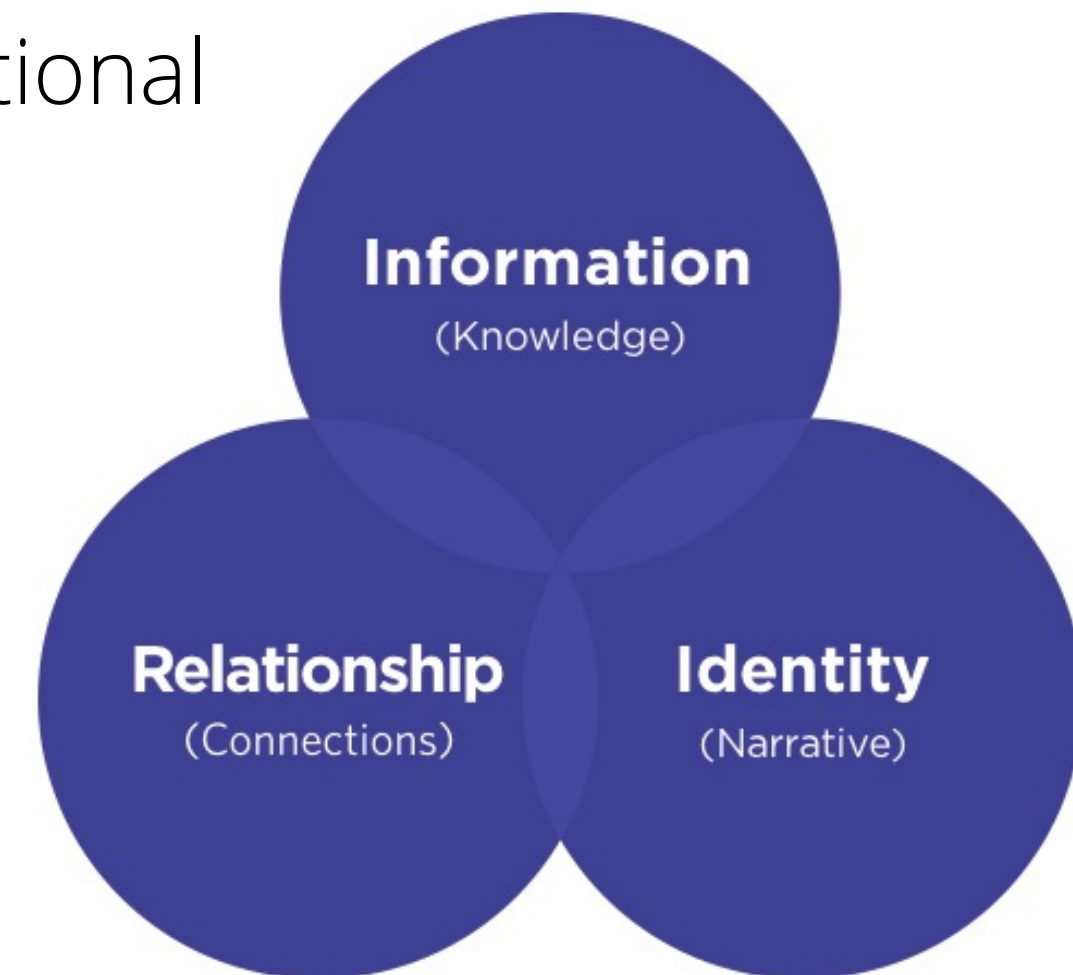 tional
Information
(Knowledge)
Relationship
(Connections)
Identity
(Narrative)